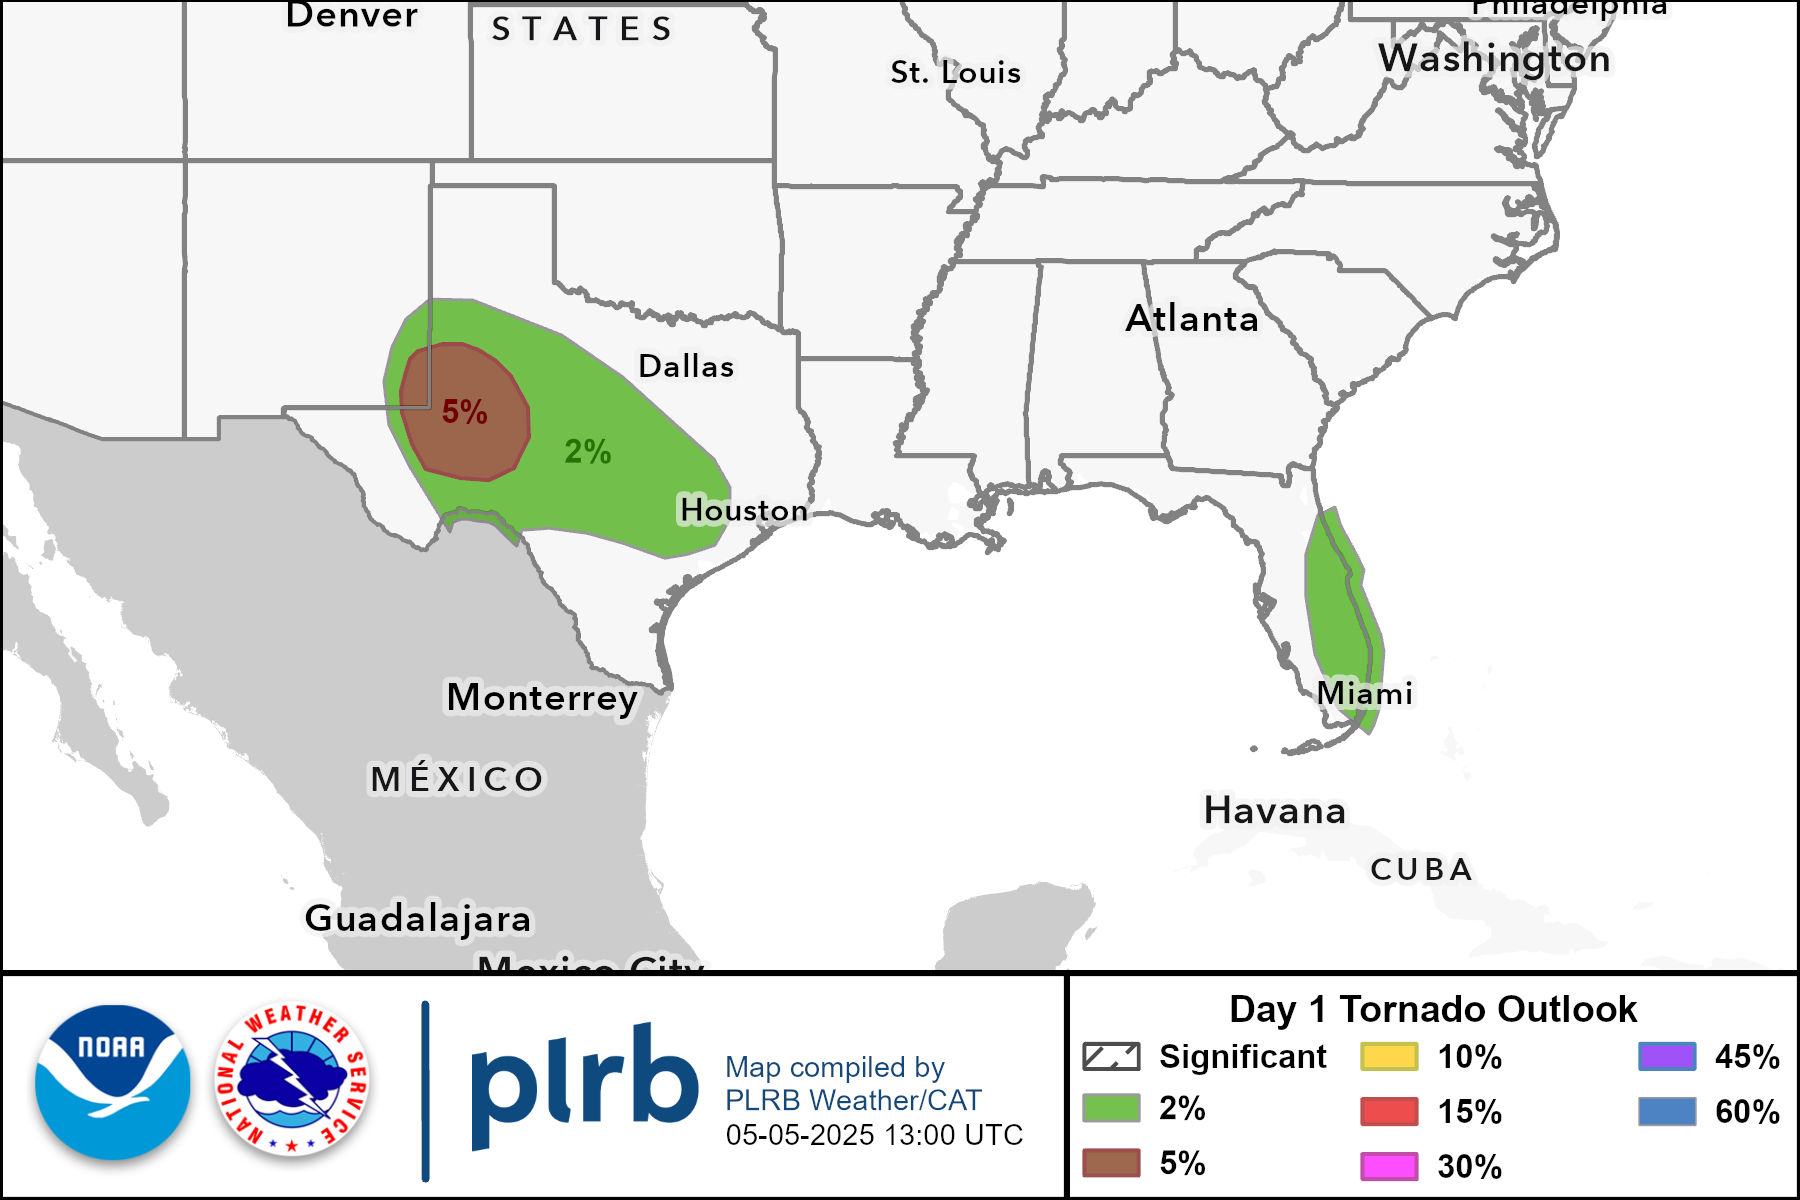 Denver
STATES
Philadelphia
Washington
St. Louis
Atlanta
Dallas
5%
2%
Houston
Monterrey
Miami
MÉXICO
Havana
CUBA
Guadalajara
Mexico City
NOAA
NATIONAL WEATHER SERVICE
plrb
Map compiled by
PLRB Weather/CAT
05-05-2025 13:00 UTC
Day 1 Tornado Outlook
Significant
2%
5%
10%
15%
30%
45%
60%